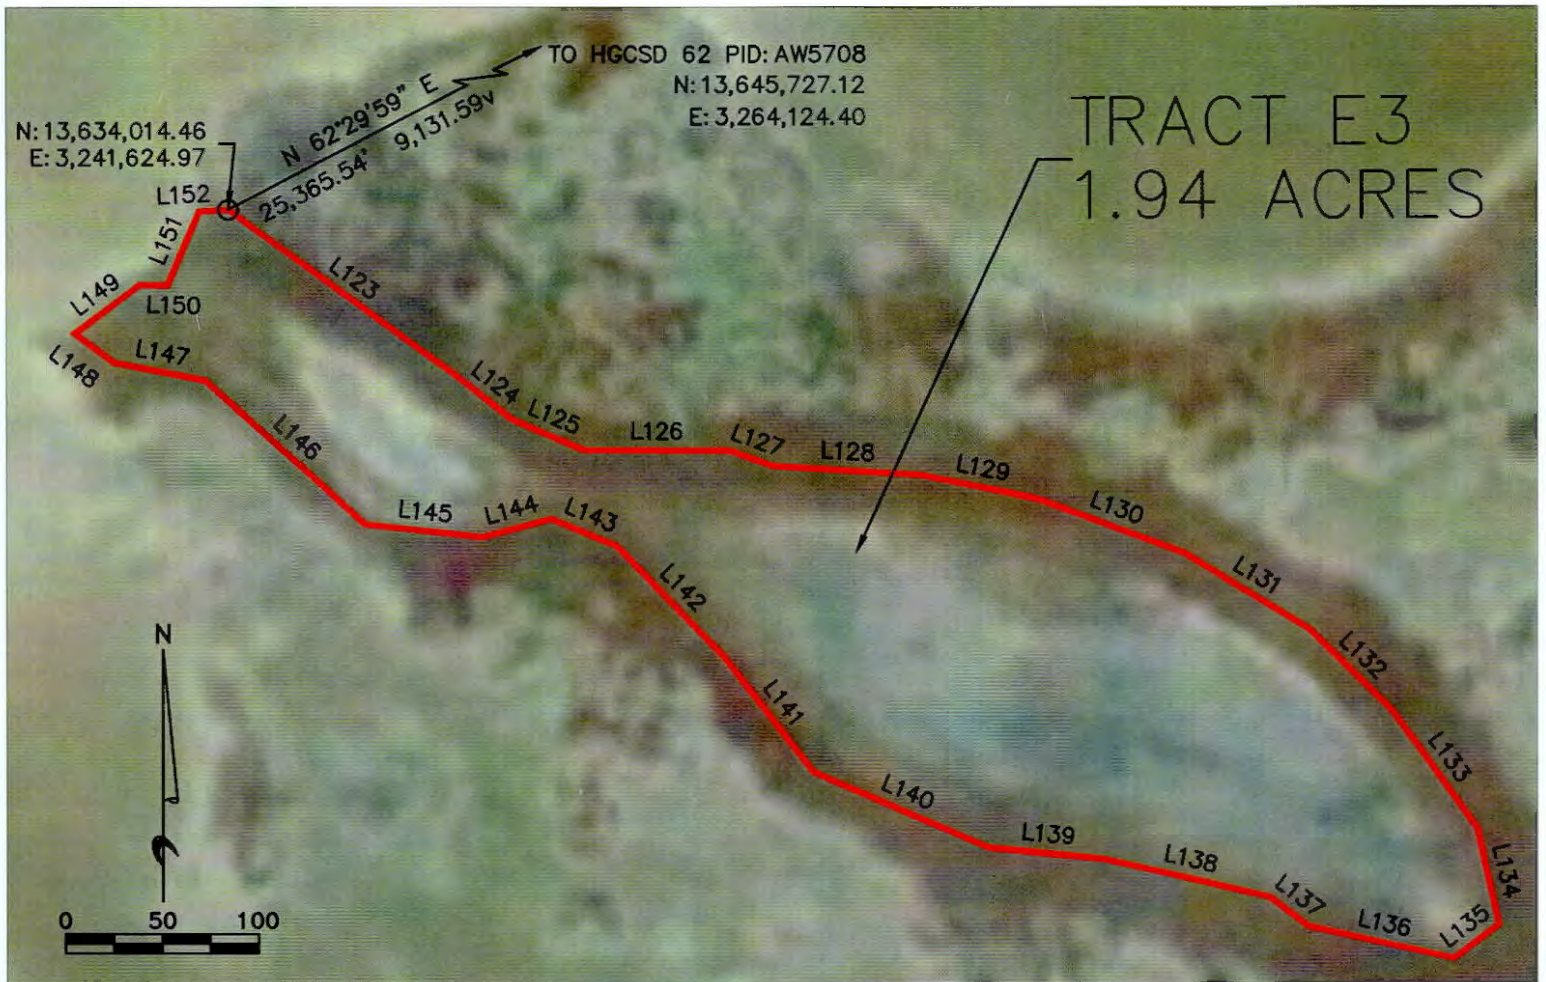 TO HGCSD 62 PID: AW5708
N: 13,645,727.12
E: 3,264,124.40
N 62°29'59" E
25,365.54' 9,131.59v
N: 13,634,014.46
E: 3,241,624.97
TRACT E3
1.94 ACRES
L152
L151
L149
L150
L148
L147
L123
L124
L125
L126
L127
L128
L129
L130
L131
L132
L133
L134
L135
L136
L137
L138
L139
L140
L141
L142
L143
L144
L145
L146
N
0 50 100